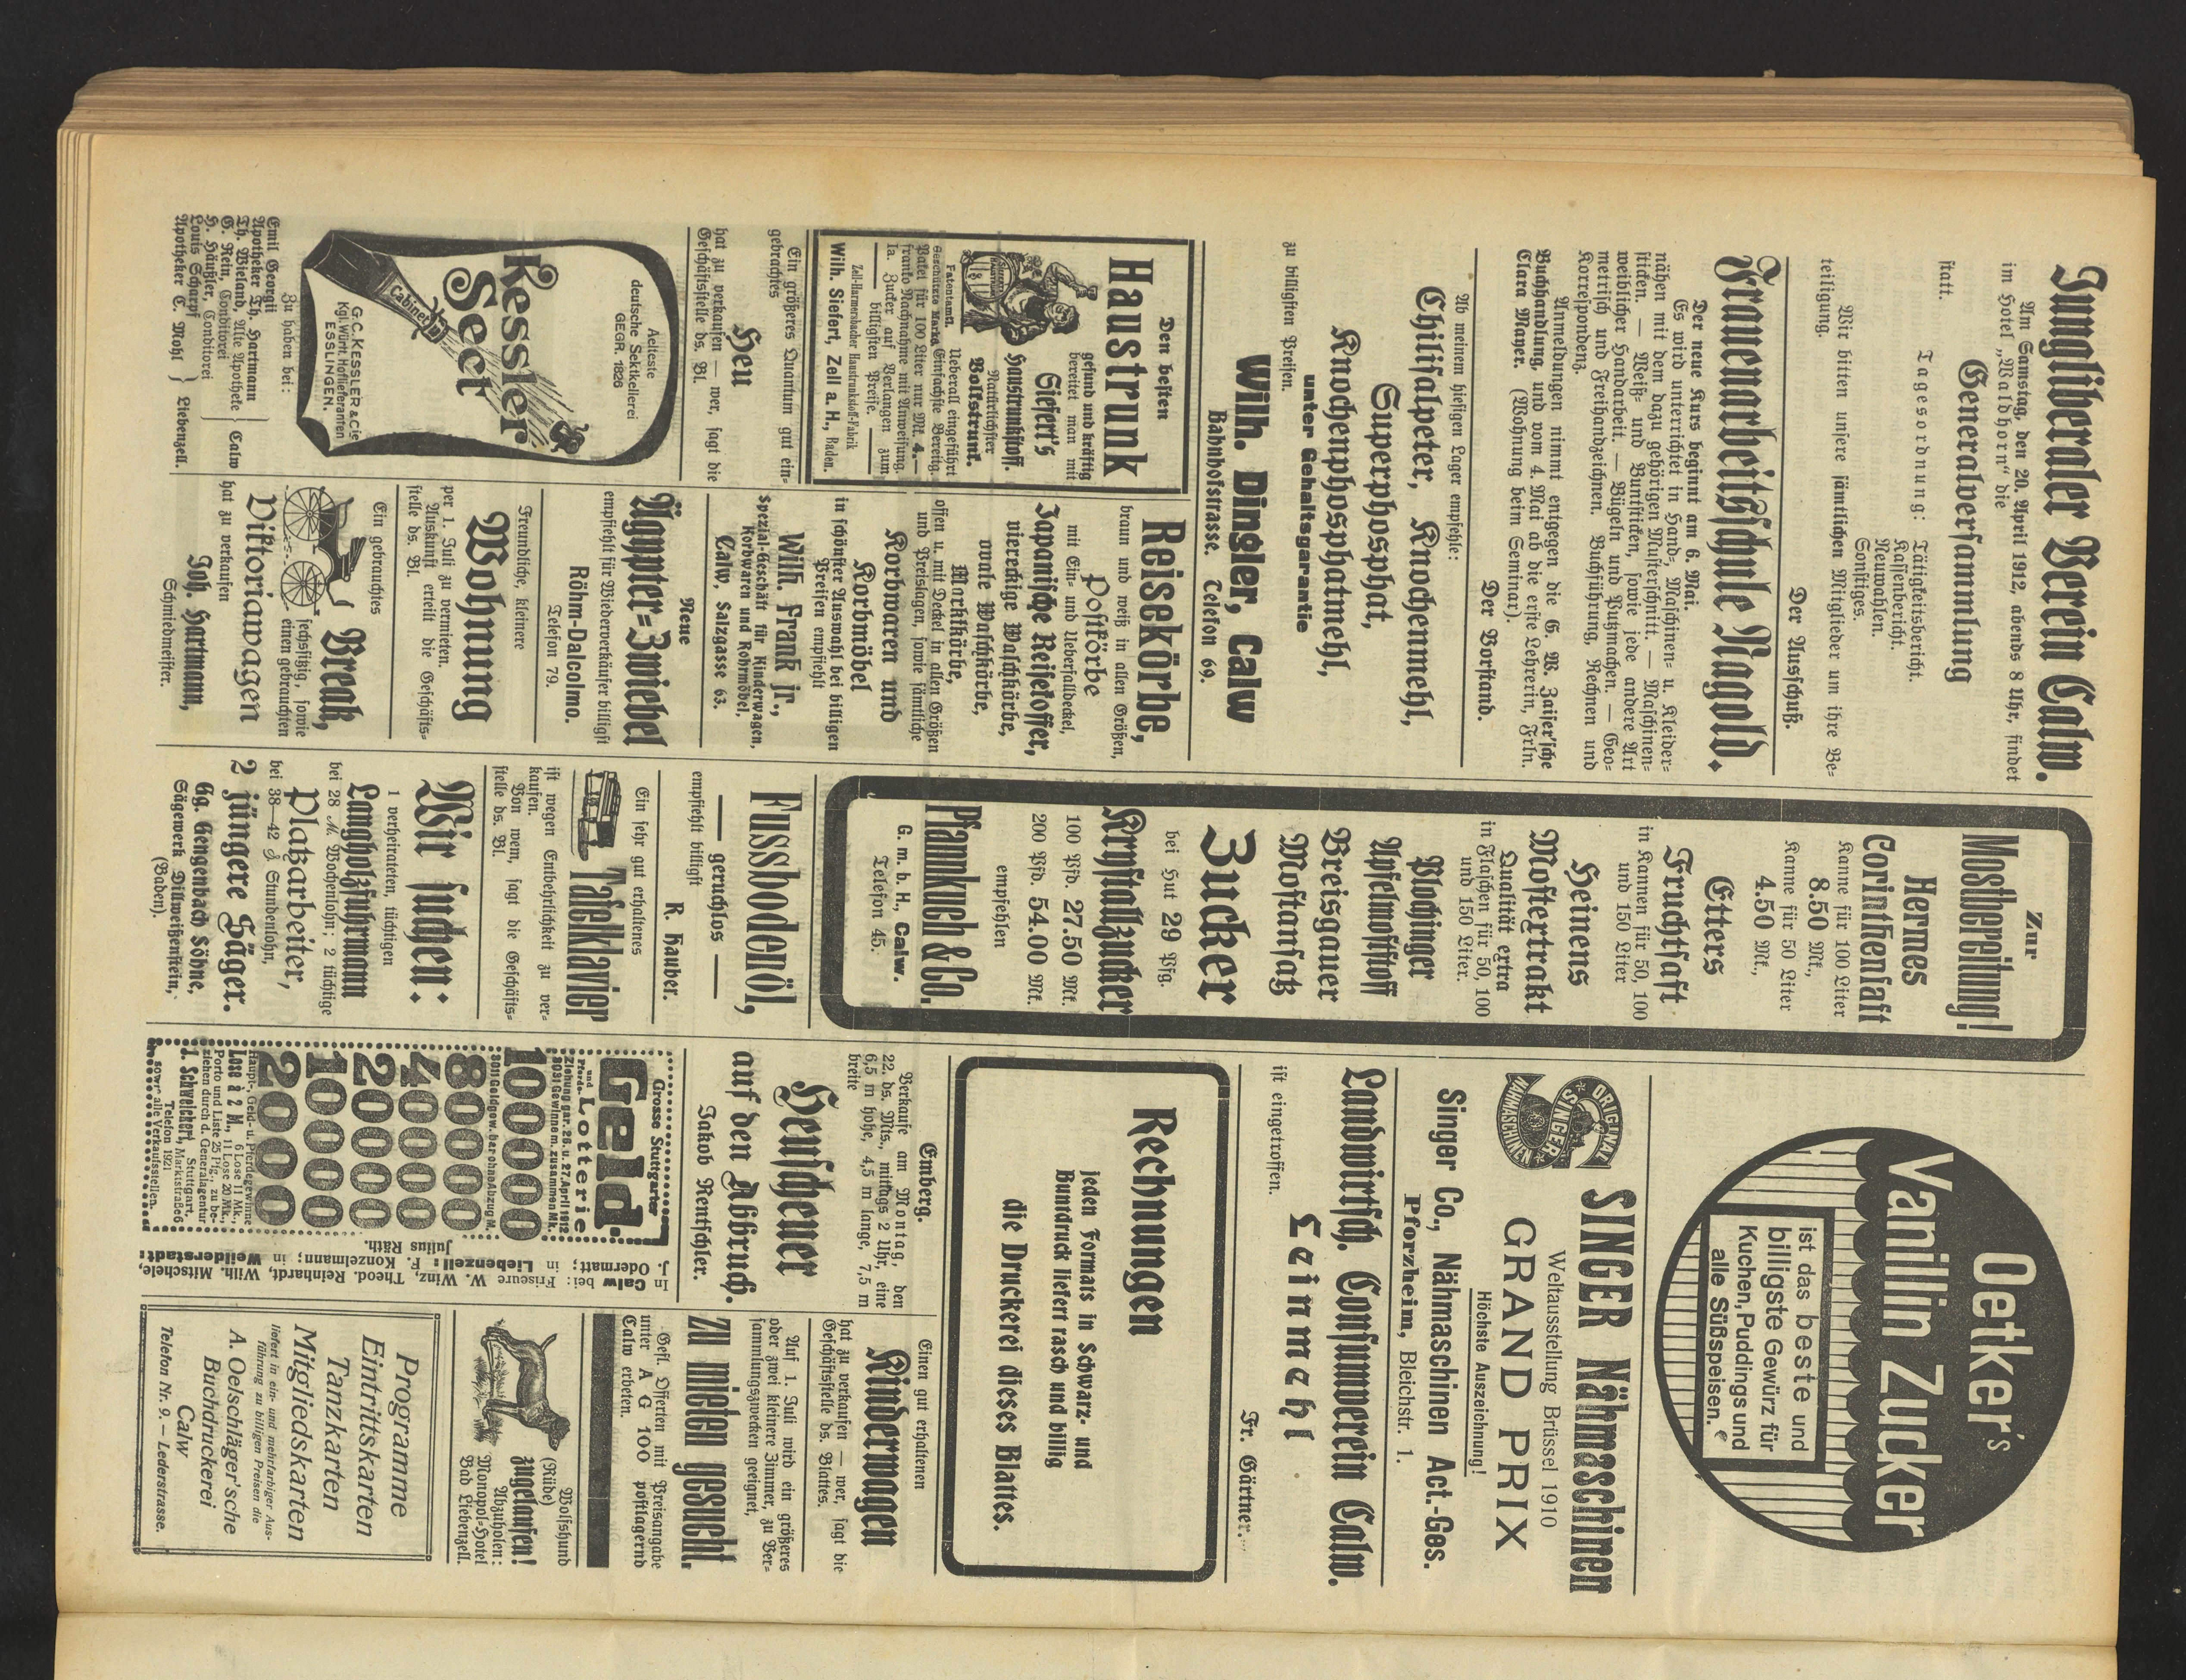 Jungliberaler Verein Calw.
Am Samstag, den 20. April 1912, abends 8 Uhr, findet
im Hotel „Waldhorn“ die
Generalversammlung
statt.
Tagesordnung: Tätigkeitsbericht.
Kassenbericht.
Neuwahlen.
Sonstiges.
Wir bitten unsere sämtlichen Mitglieder um ihre Be-
teiligung.
Der Ausschuß.
Frauenarbeitsschule Nagold.
Der neue Kurs beginnt am 6. Mai.
Es wird unterrichtet in Hand-, Maschinen- u. Kleider-
nähen mit dem dazu gehörigen Musterschnitt. — Maschinen-
sticken. — Weiß- und Buntsticken, sowie jede andere Art
weiblicher Handarbeit. — Bügeln und Putzmachen. — Geo-
metrisch und Freihandzeichnen. Buchführung, Rechnen und
Korrespondenz.
Anmeldungen nimmt entgegen die G. W. Zaiser'sche
Buchhandlung, und vom 4. Mai ab die erste Lehrerin, Frln.
Clara Mayer. (Wohnung beim Seminar).
Der Vorstand.
Ab meinem hiesigen Lager empfehle:
Chilisalpeter, Knochenmehl,
Superphosphat,
Knochenphosphatmehl,
unter Gehaltsgarantie
zu billigsten Preisen.
Wilh. Dingler, Calw
Bahnhofstrasse. Telefon 69.
Den besten
Haustrunk
gesund und kräftig
bereitet man mit
Siefert's
Haustrunkstoff.
Natürlichster
Volkstrunk.
Ueberall eingeführt
Patentamtl.
Geschützte Marke
Einfachste Bereitg.
Paket für 100 Liter nur Mk. 4.—
franko Nachnahme mit Anweisung.
Ia. Zucker auf Verlangen zum
billigsten Preise.
Zell-Harmersbacher Haustrunkstoff-Fabrik
Wilh. Siefert, Zell a. H., Baden.
Ein größeres Quantum gut ein-
gebrachtes
Heu
hat zu verkaufen — wer, sagt die
Geschäftsstelle ds. Bl.
Aelteste
deutsche Sektkellerei
GEGR. 1826
Kessler
Sect
Cabinet
G.C. KESSLER & Cie
Kgl. Württ. Hoflieferanten
ESSLINGEN.
Zu haben bei:
Emil Georgii
Apotheker Th. Hartmann
Th. Wieland, Alte Apothete
G. Rein, Conditorei
H. Häußler, Conditorei
Calw
Louis Scharpf
Apotheker C. Mohl
Liebenzell.
Reisekörbe,
braun und weiß in allen Größen,
Postkörbe
mit Ein- und Ueberfalldeckel,
Japanische Reisekoffer,
viereckige Waschkörbe,
ovale Waschkörbe,
Marktkörbe,
offen u. mit Deckel in allen Größen
und Preislagen, sowie sämtliche
Korbwaren und
Korbmöbel
in schönster Auswahl bei billigen
Preisen empfiehlt
Wilh. Frank jr.,
Spezial-Geschäft für Kinderwagen,
Korbwaren und Rohrmöbel,
Calw, Salzgasse 63.
Neue
Ägypter-Zwiebel
empfiehlt für Wiederverkäufer billigst
Röhm-Dalcolmo.
Telefon 79.
Freundliche, kleinere
Wohnung
per 1. Juli zu vermieten.
Auskunft erteilt die Geschäfts-
stelle ds. Bl.
Ein gebrauchtes
Break,
sechssitzig, sowie
einen gebrauchten
Viktoriawagen
hat zu verkaufen
Joh. Hartmann,
Schmiedmeister.
Zur
Mostbereitung!
Hermes
Corinthensaft
Kanne für 100 Liter
8.50 Mk.,
Kanne für 50 Liter
4.50 Mk.,
Etters
Fruchtsaft
in Kannen für 50, 100
und 150 Liter
Heinens
Mostextrakt
Qualität extra
in Flaschen für 50, 100
und 150 Liter.
Plochinger
Apfelmoststoff
Breisgauer
Mostansatz
Zucker
bei Hut 29 Pfg.
Krystallzucker
100 Pfd. 27.50 Mk.
200 Pfd. 54.00 Mk.
empfehlen
Pfannkuch & Co.
G. m. b. H., Calw.
Telefon 45.
Fussbodenöl,
— geruchlos —
empfiehlt billigst
R. Hauber.
Ein sehr gut erhaltenes
Tafelklavier
ist wegen Entbehrlichkeit zu ver-
kaufen.
Von wem, sagt die Geschäfts-
stelle ds. Bl.
Wir suchen:
1 verheirateten, tüchtigen
Langholzfuhrmann
bei 28 M. Wochenlohn; 2 tüchtige
Platzarbeiter,
bei 38—42 ₰ Stundenlohn,
2 jüngere Säger.
Gg. Gengenbach Söhne,
Sägewerk Dillweißenstein,
(Baden).
Oetker's
Vanillin Zucker
ist das beste und
billigste Gewürz für
Kuchen, Puddings und
alle Süßspeisen.
ORIGINAL
SINGER
NÄHMASCHINEN
SINGER Nähmaschinen
Weltausstellung Brüssel 1910
GRAND PRIX
Höchste Auszeichnung!
Singer Co., Nähmaschinen Act.-Ges.
Pforzheim, Bleichstr. 1.
Landwirtsch. Consumverein Calw.
Leinmehl
ist eingetroffen.
Fr. Gärtner.
Rechnungen
jeden Formats in Schwarz- und
Buntdruck liefert rasch und billig
die Druckerei dieses Blattes.
Emberg.
Verkaufe am Montag, den
22. ds. Mts., mittags 2 Uhr, eine
6,5 m hohe, 4,5 m lange, 7,5 m
breite
Heuscheuer
auf den Abbruch.
Jakob Rentschler.
Grosse Stuttgarter
Geld-
und Pferde-Lotterie
Ziehung gar. 26. u. 27. April 1912
3031 Gewinne m. zusammen Mk.
100000
3011 Geldgew. bar ohne Abzug M.
80000
40000
20000
10000
20000
Haupt-, Geld- u. Pferdegewinne
Lose à 2 M., 6 Lose 11 Mk.,
11 Lose 20 Mk.,
Porto und Liste 25 Pfg., zu be-
ziehen durch d. Generalagentur
J. Schweickert, Stuttgart, Marktstraße 6
Telefon 1921
sowie alle Verkaufsstellen.
In Calw bei: Friseure W. Winz, Theod. Reinhardt, Wilh. Mitschele,
J. Odermatt; in Liebenzell: F. Konzelmann; in Weilderstadt:
Julius Räth.
Einen gut erhaltenen
Kinderwagen
hat zu verkaufen — wer, sagt die
Geschäftsstelle ds. Blattes.
Auf 1. Juli wird ein größeres
oder zwei kleinere Zimmer, zu Ver-
sammlungszwecken geeignet,
zu mieten gesucht.
Gefl. Offerten mit Preisangabe
unter A G 100 postlagernd
Calw erbeten.
Wolfshund
(Rüde)
zugelaufen!
Abzuholen:
Monopol-Hotel
Bad Liebenzell.
Programme
Eintrittskarten
Tanzkarten
Mitgliedskarten
liefert in ein- und mehrfarbiger Aus-
führung zu billigen Preisen die
A. Oelschläger'sche
Buchdruckerei
Calw
Telefon Nr. 9. — Lederstrasse.